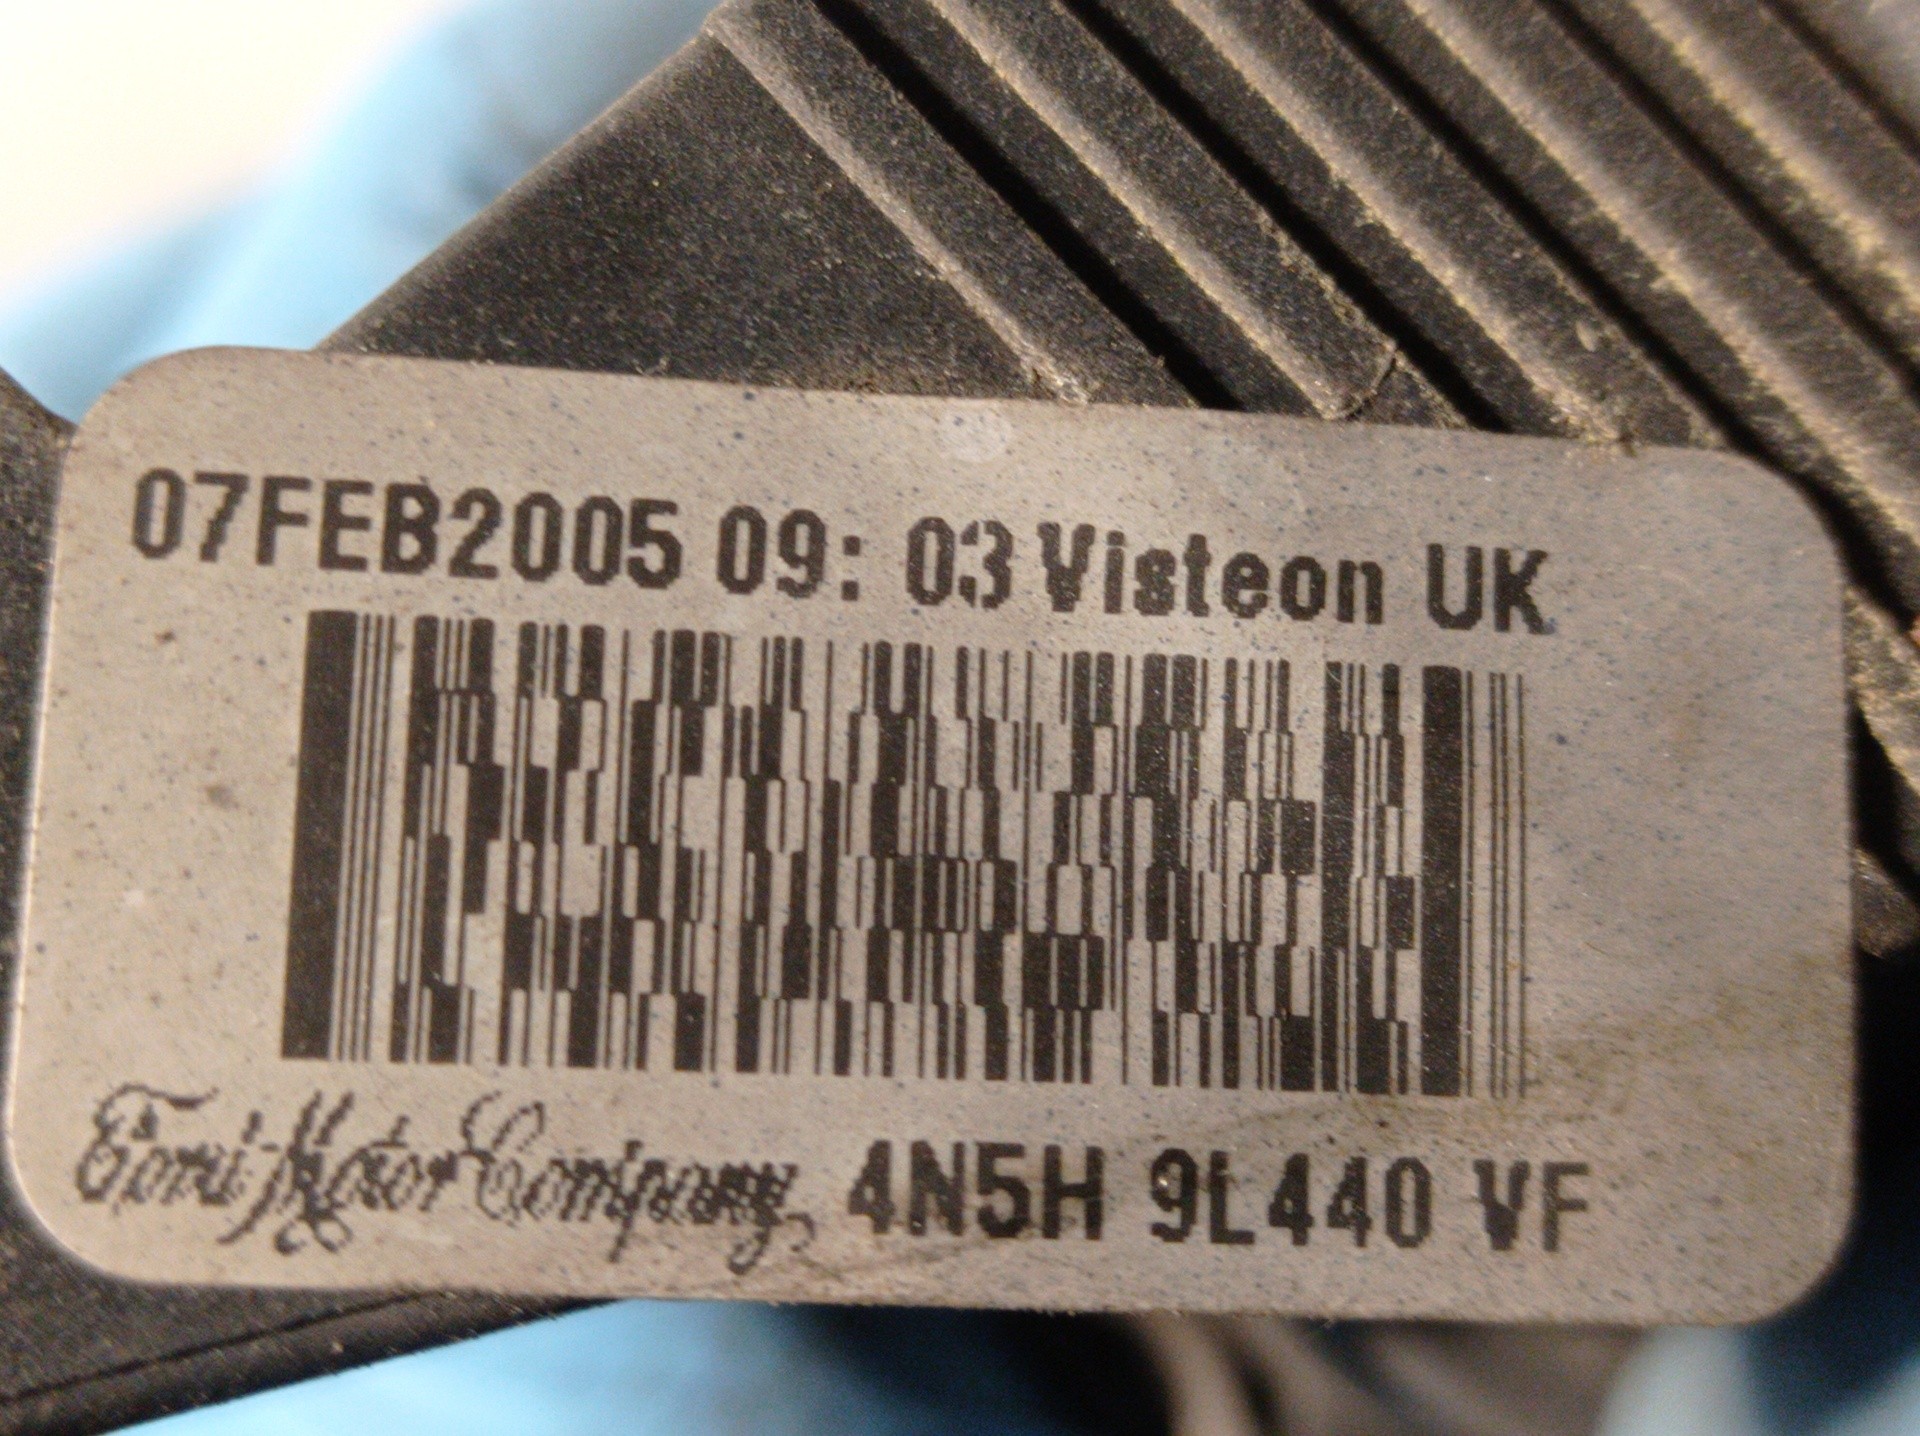 07FEB2005 09: 03 Visteon UK
Ford Motor Company 4N5H 9L440 VF